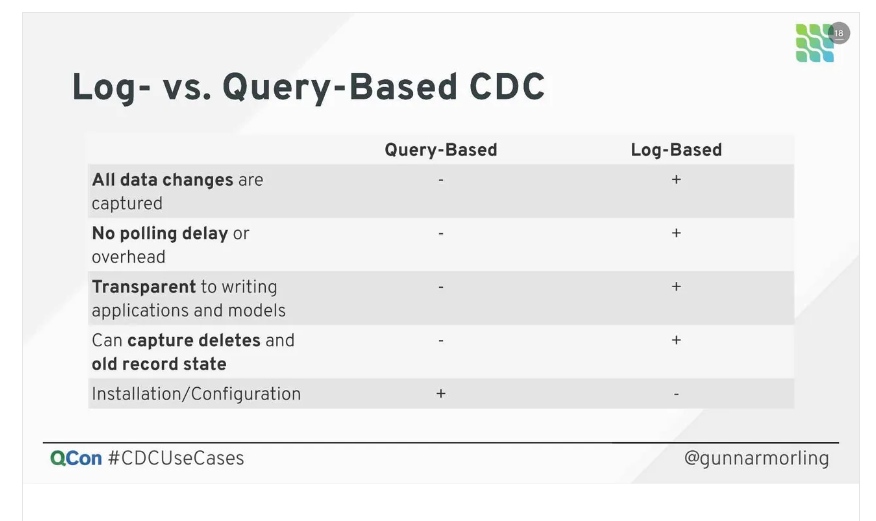 18
Log- vs. Query-Based CDC
Query-Based Log-Based
All data changes are
captured
- +
No polling delay or
overhead
- +
Transparent to writing
applications and models
- +
Can capture deletes and
old record state
- +
Installation/Configuration + -
QCon #CDCUseCases @gunnarmorling